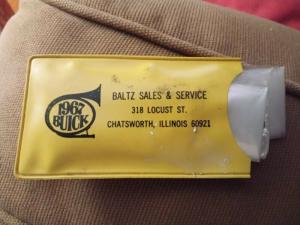 1967
BUICK
BALTZ SALES & SERVICE
318 LOCUST ST.
CHATSWORTH, ILLINOIS 60921